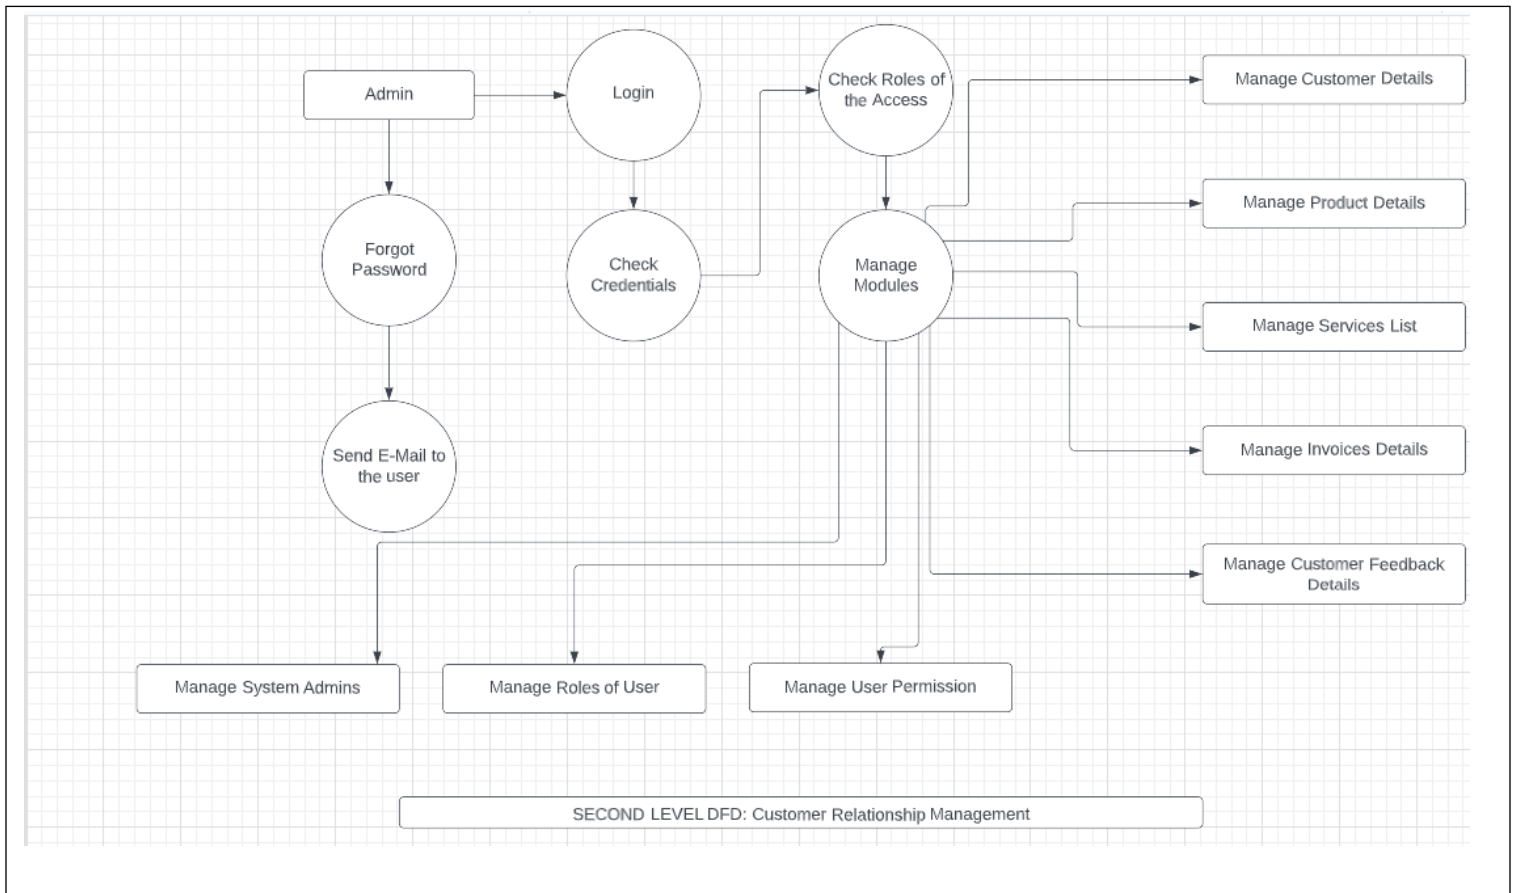 Admin
Login
Check Roles of
the Access
Manage Customer Details
Manage Product Details
Forgot
Password
Check
Credentials
Manage
Modules
Manage Services List
Manage Invoices Details
Send E-Mail to
the user
Manage Customer Feedback
Details
Manage System Admins
Manage Roles of User
Manage User Permission
SECOND LEVEL DFD: Customer Relationship Management